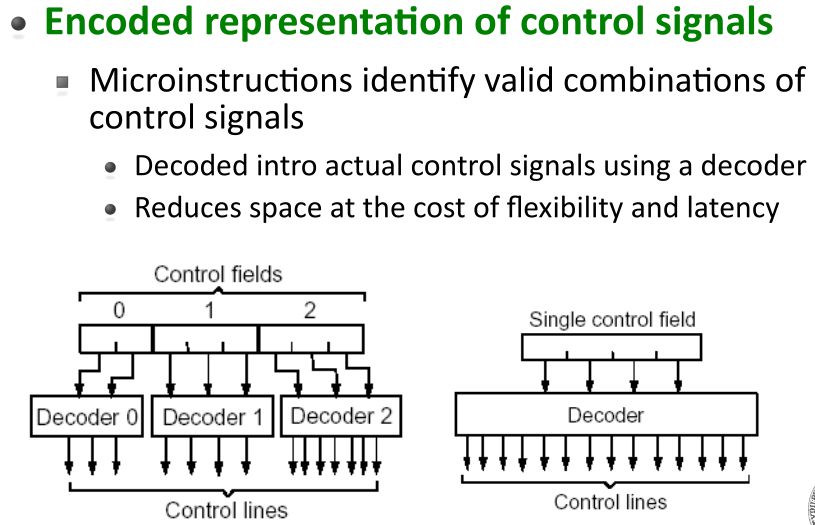 Encoded representation of control signals
Microinstructions identify valid combinations of
control signals
Decoded intro actual control signals using a decoder
Reduces space at the cost of flexibility and latency
Control fields
0 1 2
Single control field
Decoder 0 Decoder 1 Decoder 2
Decoder
Control lines
Control lines